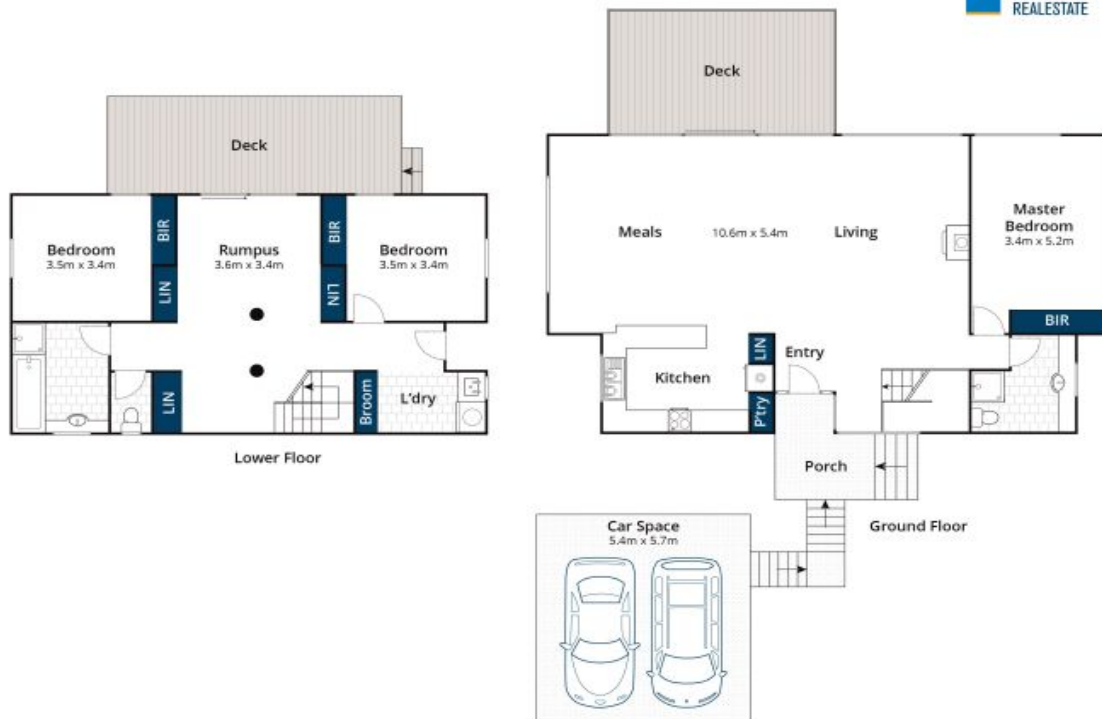 REALESTATE
Deck
Bedroom
3.5m x 3.4m
BIR
LIN
Rumpus
3.6m x 3.4m
BIR
LIN
Bedroom
3.5m x 3.4m
LIN
Broom
L'dry
Lower Floor
Deck
Meals
10.6m x 5.4m
Living
Master
Bedroom
3.4m x 5.2m
BIR
Kitchen
LIN
P'try
Entry
Porch
Ground Floor
Car Space
5.4m x 5.7m